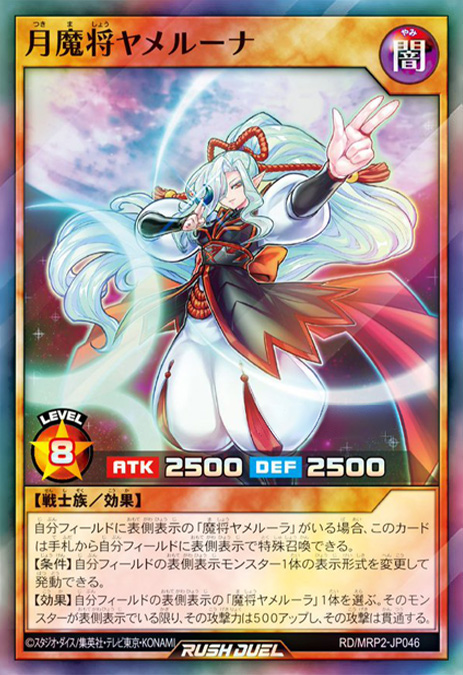 月魔将ヤメルーナ
闇
LEVEL
8
ATK 2500 DEF 2500
【戦士族／効果】
自分フィールドに表側表示の「魔将ヤメルーラ」がいる場合、このカード
は手札から自分フィールドに表側表示で特殊召喚できる。
【条件】自分フィールドの表側表示モンスター1体の表示形式を変更して
発動できる。
【効果】自分フィールドの表側表示の「魔将ヤメルーラ」1体を選ぶ。そのモン
スターが表側表示でいる限り、その攻撃力は500アップし、その攻撃は貫通する。
©スタジオ・ダイス/集英社・テレビ東京・KONAMI RUSH DUEL RD/MRP2-JP046